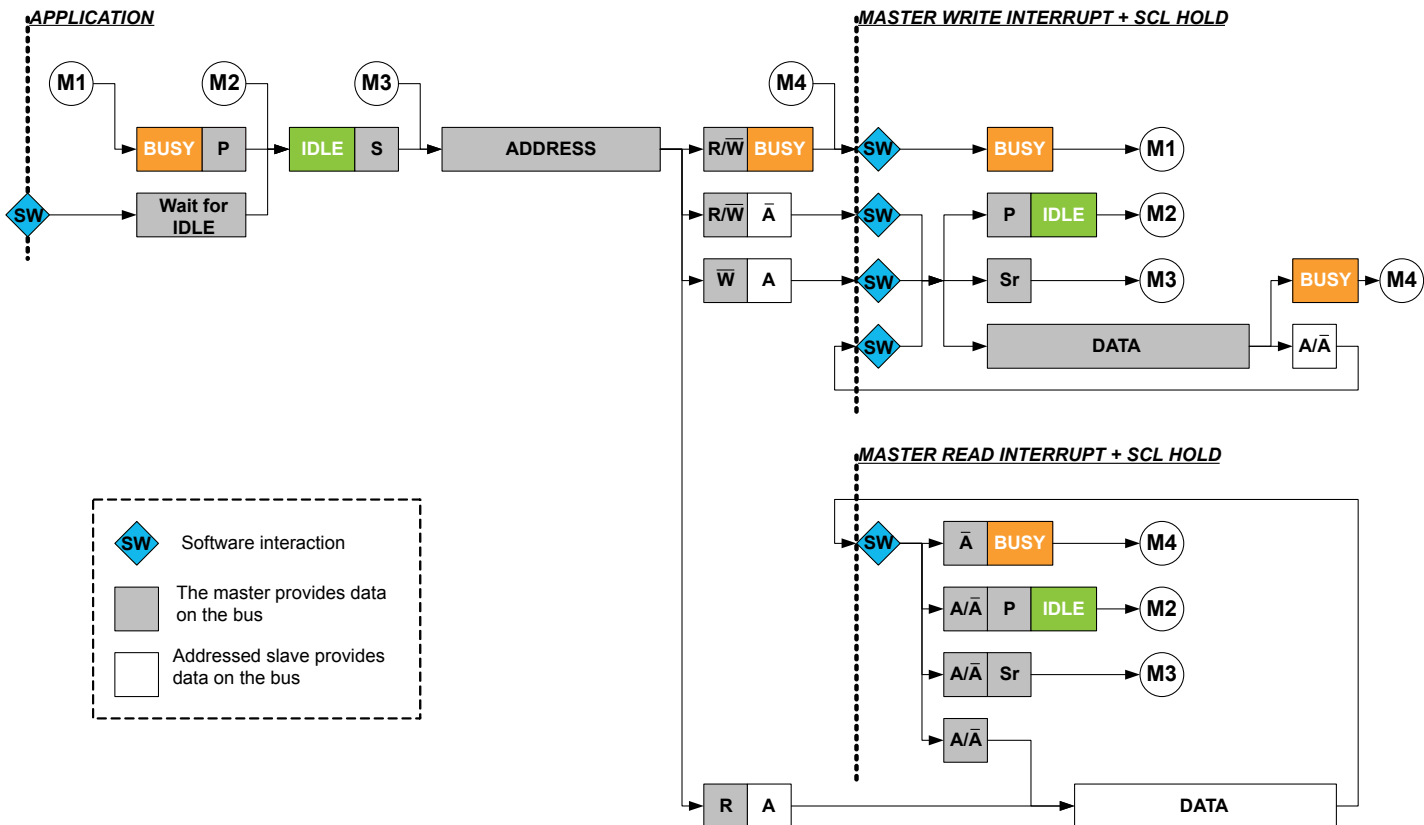 APPLICATION
MASTER WRITE INTERRUPT + SCL HOLD
M1
M2
M3
M4
BUSY P
IDLE S
ADDRESS
R/W̅ BUSY
SW
BUSY
M1
SW
Wait for
IDLE
R/W̅ A̅
SW
P IDLE
M2
W̅ A
SW
Sr
M3
BUSY
M4
SW
DATA
A/A̅
MASTER READ INTERRUPT + SCL HOLD
SW
A̅ BUSY
M4
A/A̅ P IDLE
M2
A/A̅ Sr
M3
A/A̅
R A
DATA
SW Software interaction
The master provides data
on the bus
Addressed slave provides
data on the bus